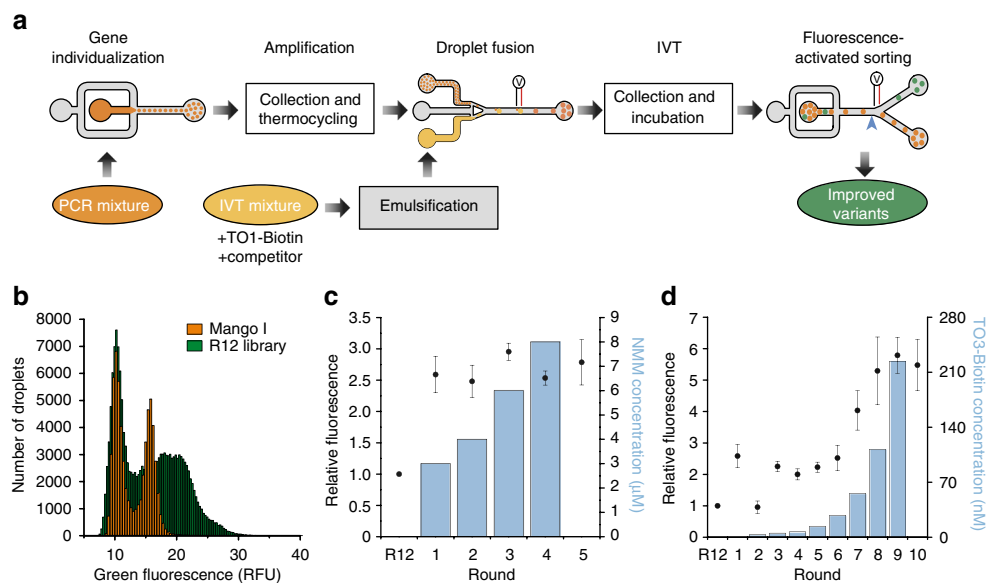 a
Gene
individualization
Amplification
Droplet fusion
IVT
Fluorescence-
activated sorting
Collection and
thermocycling
V
Collection and
incubation
V
PCR mixture
IVT mixture
+TO1-Biotin
+competitor
Emulsification
Improved
variants
b
8000
7000
6000
5000
4000
3000
2000
1000
0
Number of droplets
Mango I
R12 library
10
20
30
40
Green fluorescence (RFU)
c
3.5
3.0
2.5
2.0
1.5
1.0
0.5
0.0
Relative fluorescence
9
8
7
6
5
4
3
2
1
0
NMM concentration (μM)
R12
1
2
3
4
5
Round
d
7
6
5
4
3
2
1
0
Relative fluorescence
280
210
140
70
0
TO3-Biotin concentration (nM)
R12
1
2
3
4
5
6
7
8
9
10
Round